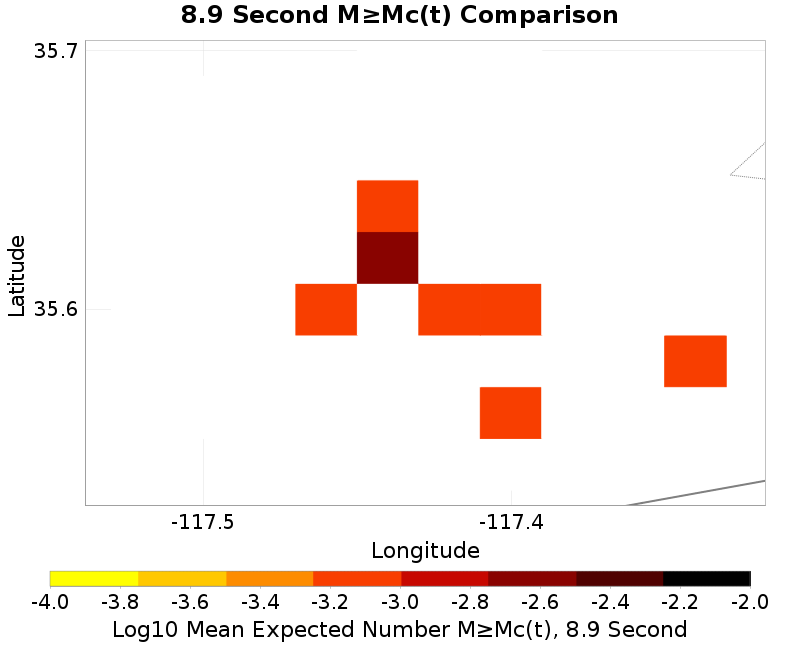 8.9 Second M≥Mc(t) Comparison
35.7
35.6
Latitude
-117.5 -117.4
Longitude
-4.0 -3.8 -3.6 -3.4 -3.2 -3.0 -2.8 -2.6 -2.4 -2.2 -2.0
Log10 Mean Expected Number M≥Mc(t), 8.9 Second